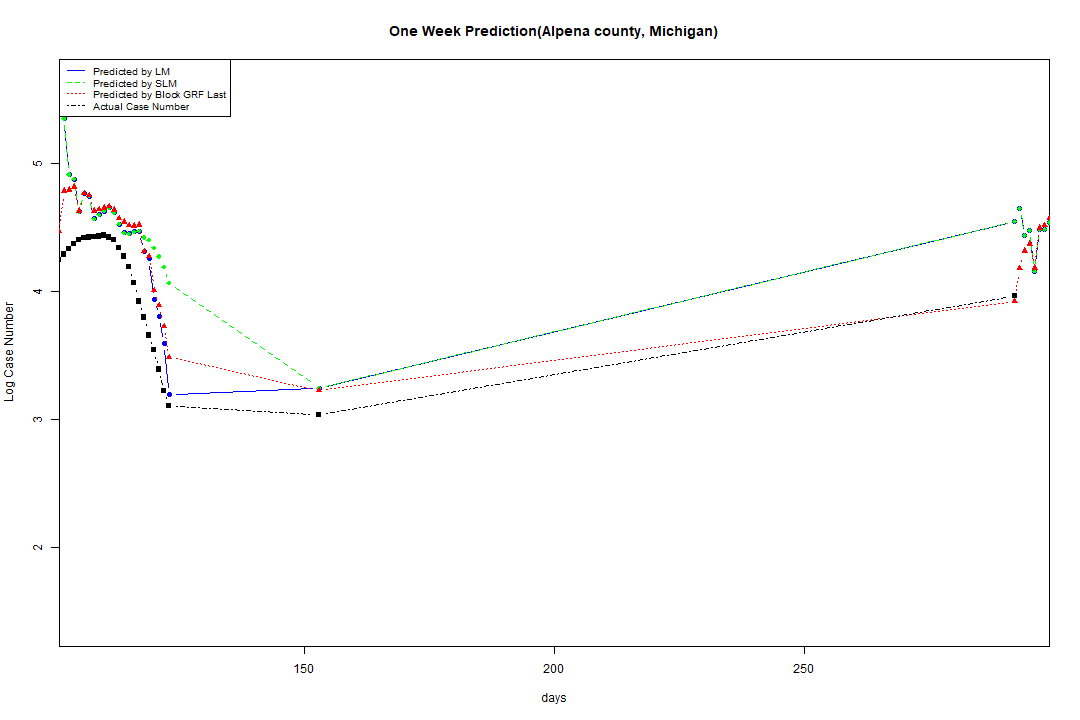 One Week Prediction(Alpena county, Michigan)
Predicted by LM
Predicted by SLM
Predicted by Block GRF Last
Actual Case Number
5
4
3
2
Log Case Number
150
200
250
days